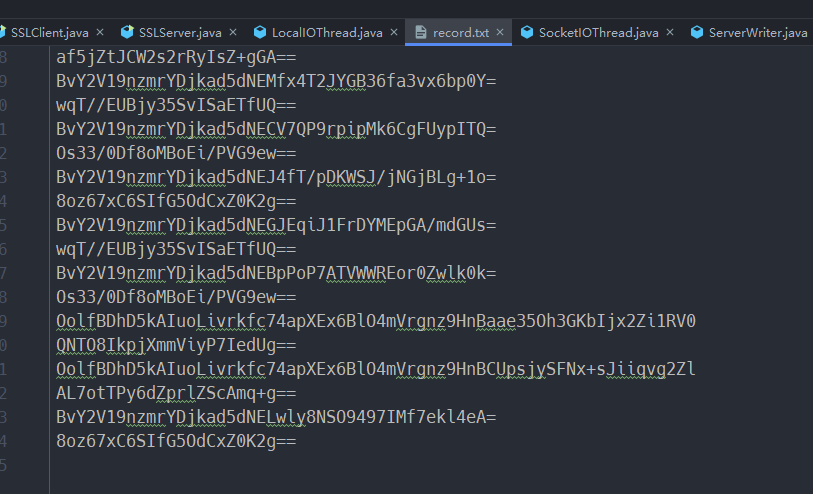 SSLClient.java × SSLServer.java × LocalIOThread.java × record.txt × SocketIOThread.java × ServerWriter.java
8 af5jZtJCW2s2rRyIsZ+gGA==
9 BvY2V19nzmrYDjkad5dNEMfx4T2JYGB36fa3vx6bp0Y=
0 wqT//EUBjy35SvISaETfUQ==
1 BvY2V19nzmrYDjkad5dNECV7QP9rpipMk6CgFUypITQ=
2 Os33/0Df8oMBoEi/PVG9ew==
3 BvY2V19nzmrYDjkad5dNEJ4fT/pDKWSJ/jNGjBLg+1o=
4 8oz67xC6SIfG5OdCxZ0K2g==
5 BvY2V19nzmrYDjkad5dNEGJEqiJ1FrDYMEpGA/mdGUs=
6 wqT//EUBjy35SvISaETfUQ==
7 BvY2V19nzmrYDjkad5dNEBpPoP7ATVWWREor0Zwlk0k=
8 Os33/0Df8oMBoEi/PVG9ew==
9 OolfBDhD5kAIuoLivrkfc74apXEx6BlO4mVrgnz9HnBaae35Oh3GKbIjx2Zi1RV0
0 QNTO8IkpjXmmViyP7IedUg==
1 OolfBDhD5kAIuoLivrkfc74apXEx6BlO4mVrgnz9HnBCUpsjySFNx+sJiiqvg2Zl
2 AL7otTPy6dZprlZScAmq+g==
3 BvY2V19nzmrYDjkad5dNELwly8NSO9497IMf7ekl4eA=
4 8oz67xC6SIfG5OdCxZ0K2g==
5